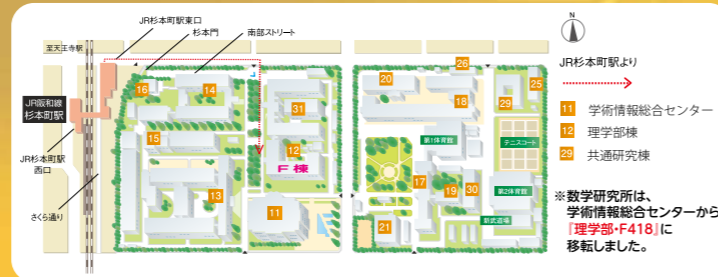 JR杉本町駅東口
杉本門
南部ストリート
至天王寺駅
JR阪和線
杉本町駅
JR杉本町駅
西口
さくら通り
16
14
15
13
31
12
F棟
11
20
26
18
25
29
第1体育館
テニスコート
17
19
30
第2体育館
新武道場
21
N
JR杉本町駅より
11 学術情報総合センター
12 理学部棟
29 共通研究棟
※数学研究所は、
学術情報総合センターから
『理学部・F418』に
移転しました。